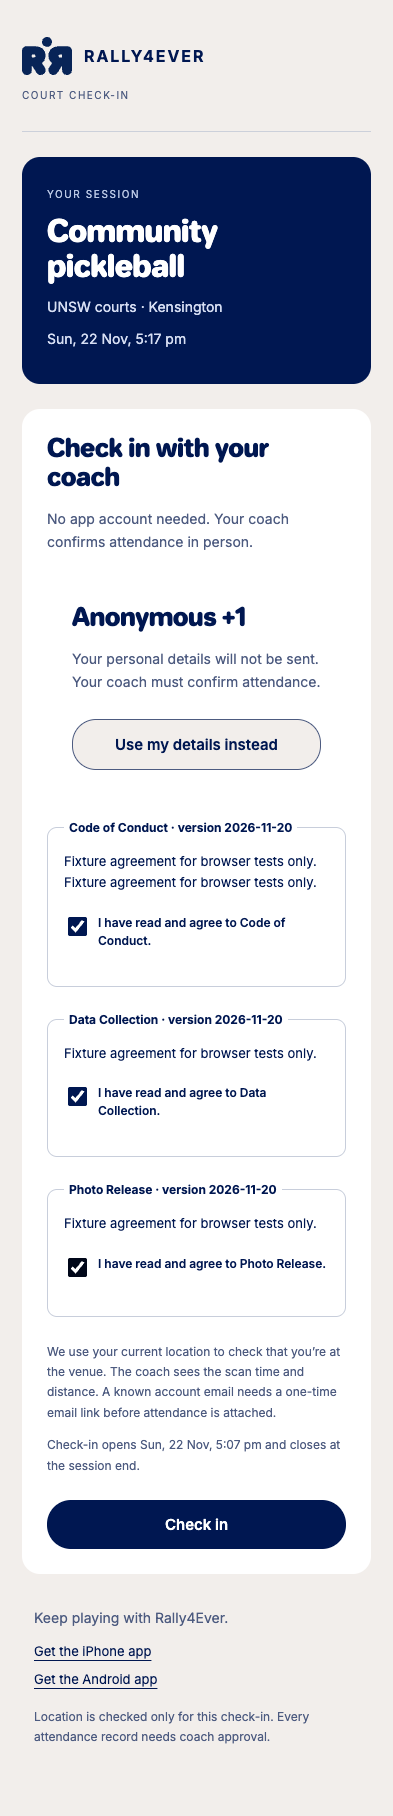 RALLY4EVER
COURT CHECK-IN
YOUR SESSION
Community
pickleball
UNSW courts · Kensington
Sun, 22 Nov, 5:17 pm
Check in with your
coach
No app account needed. Your coach
confirms attendance in person.
Anonymous +1
Your personal details will not be sent.
Your coach must confirm attendance.
Use my details instead
Code of Conduct · version 2026-11-20
Fixture agreement for browser tests only.
Fixture agreement for browser tests only.
I have read and agree to Code of
Conduct.
Data Collection · version 2026-11-20
Fixture agreement for browser tests only.
I have read and agree to Data
Collection.
Photo Release · version 2026-11-20
Fixture agreement for browser tests only.
I have read and agree to Photo Release.
We use your current location to check that you’re at
the venue. The coach sees the scan time and
distance. A known account email needs a one-time
email link before attendance is attached.
Check-in opens Sun, 22 Nov, 5:07 pm and closes at
the session end.
Check in
Keep playing with Rally4Ever.
Get the iPhone app
Get the Android app
Location is checked only for this check-in. Every
attendance record needs coach approval.